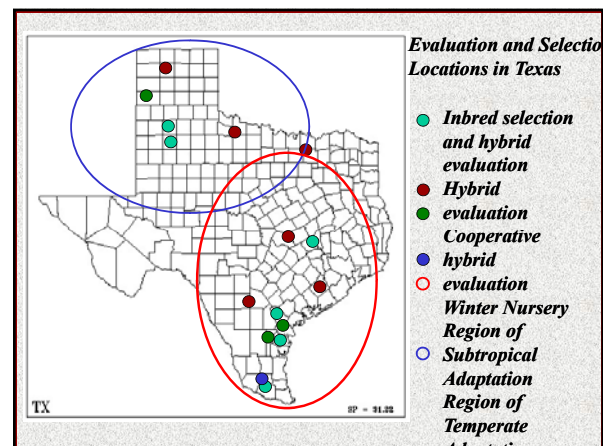 Evaluation and Selectio
Locations in Texas
Inbred selection
and hybrid
evaluation
Hybrid
evaluation
Cooperative
hybrid
evaluation
Winter Nursery
Region of
Subtropical
Adaptation
Region of
Temperate
TX